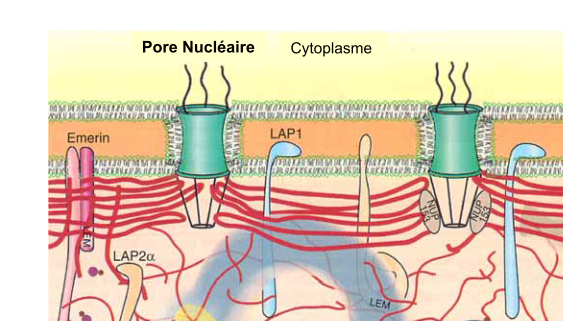 Pore Nucléaire
Cytoplasme
Emerin
LAP1
LEM
NUP
NUP
153
LAP2α
LEM